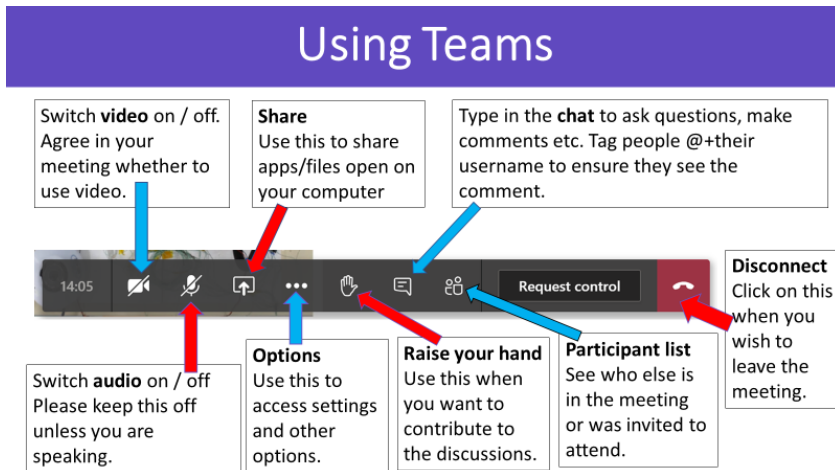 Using Teams
Switch video on / off.
Agree in your
meeting whether to
use video.
Share
Use this to share
apps/files open on
your computer
Type in the chat to ask questions, make
comments etc. Tag people @+their
username to ensure they see the
comment.
14:05
Request control
Disconnect
Click on this
when you
wish to
leave the
meeting.
Switch audio on / off
Please keep this off
unless you are
speaking.
Options
Use this to
access settings
and other
options.
Raise your hand
Use this when
you want to
contribute to
the discussions.
Participant list
See who else is
in the meeting
or was invited to
attend.